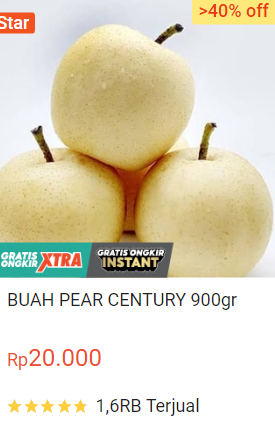 Star
>40% off
GRATIS ONGKIR XTRA
GRATIS ONGKIR
INSTANT
BUAH PEAR CENTURY 900gr
Rp20.000
1,6RB Terjual